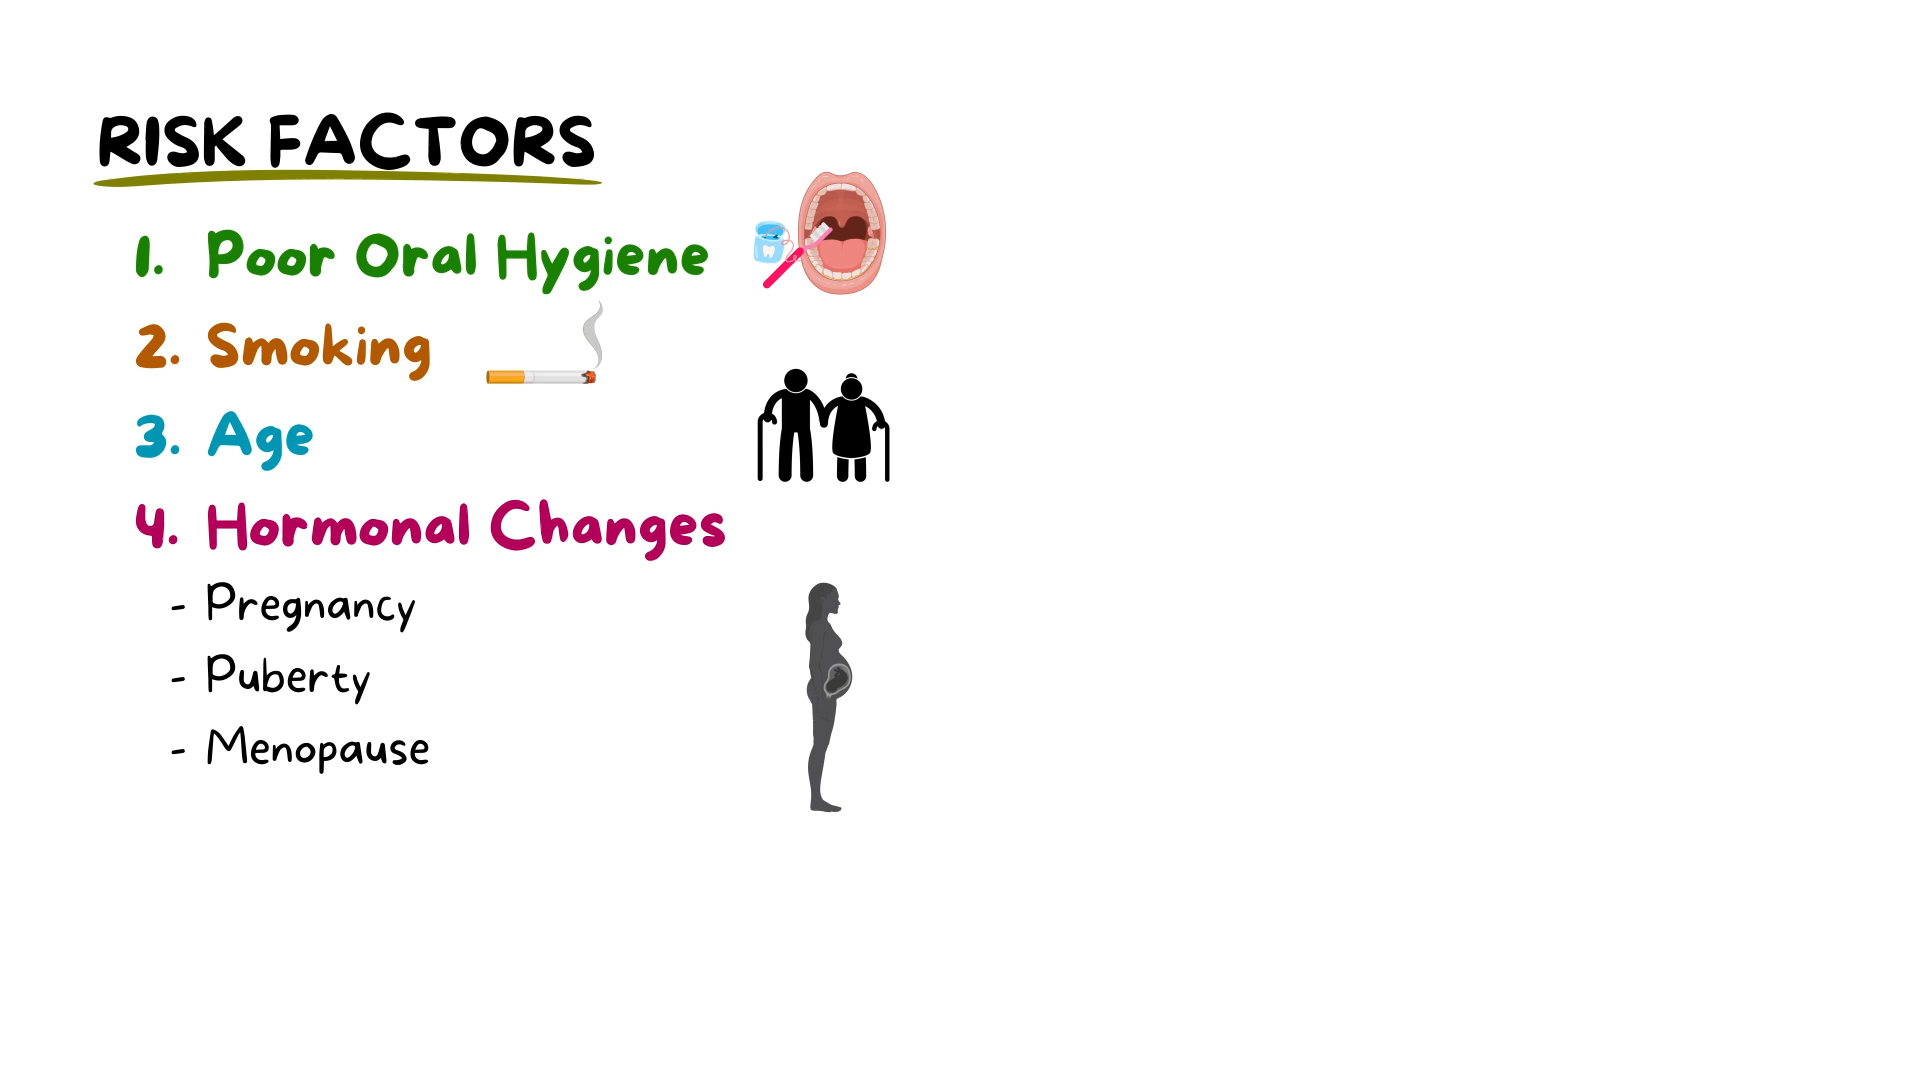 RISK FACTORS
1. Poor Oral Hygiene
2. Smoking
3. Age
4. Hormonal Changes
- Pregnancy
- Puberty
- Menopause